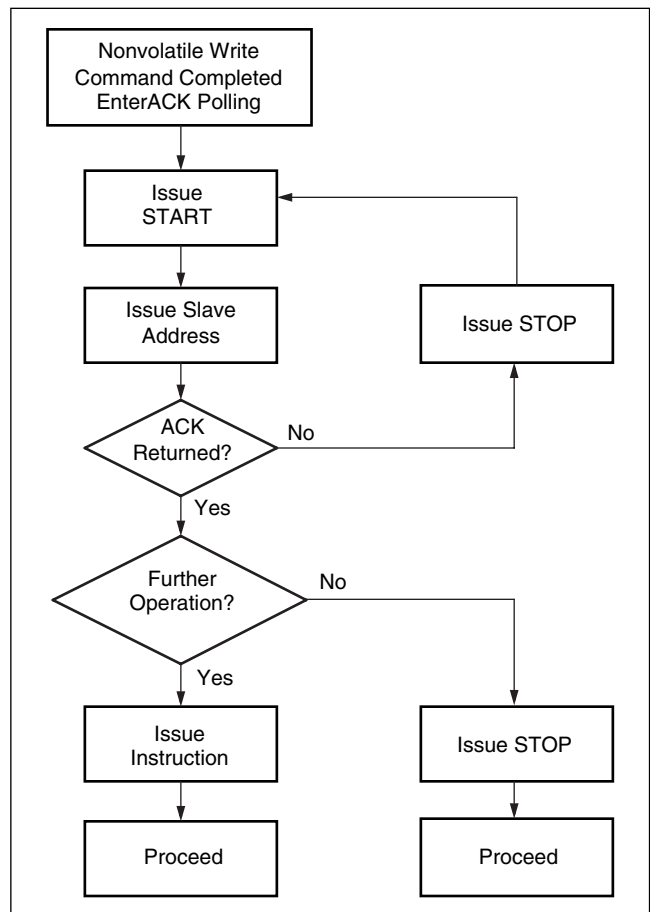 Nonvolatile Write
Command Completed
EnterACK Polling
Issue
START
Issue Slave
Address
Issue STOP
ACK
Returned?
No
Yes
Further
Operation?
No
Yes
Issue
Instruction
Issue STOP
Proceed
Proceed